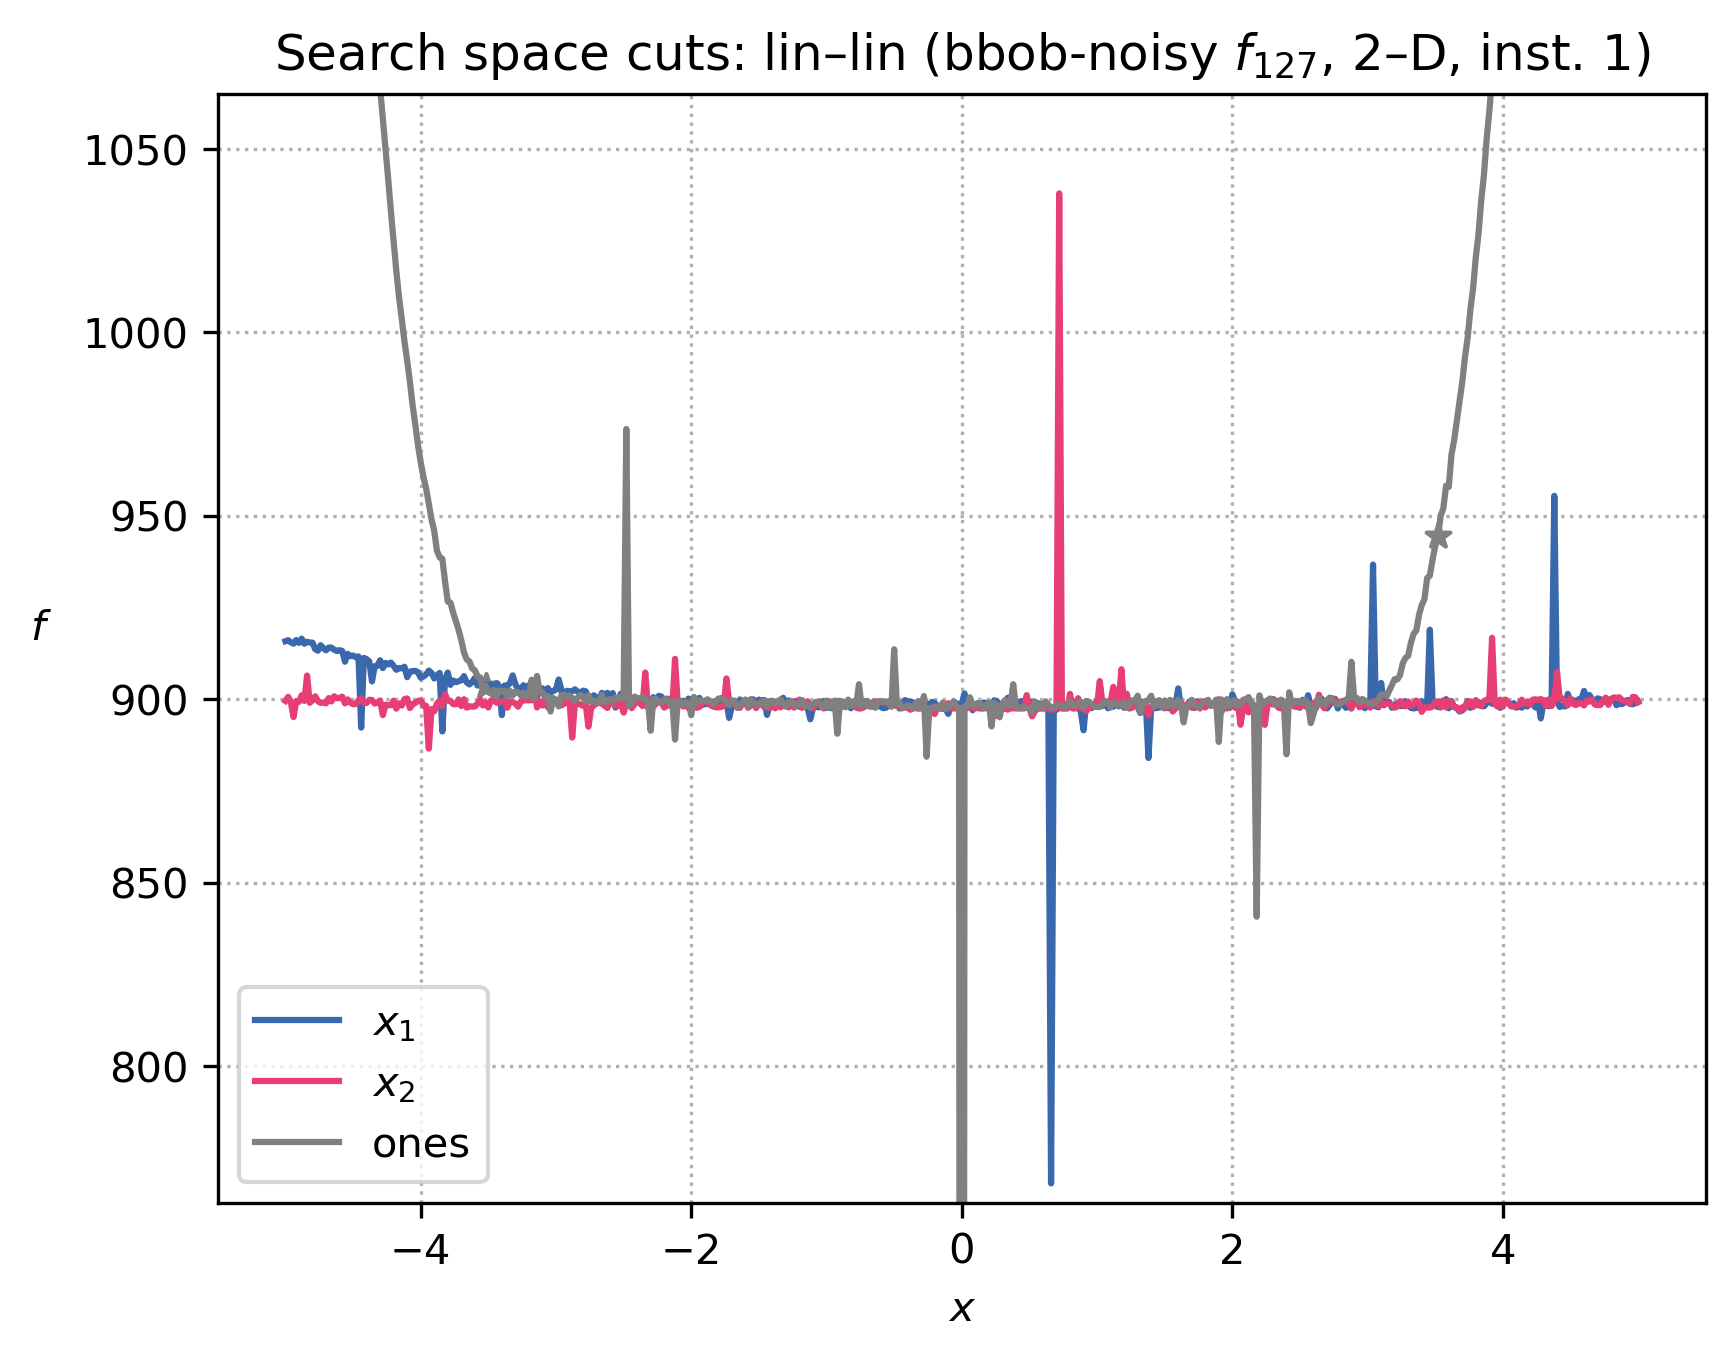 Search space cuts: lin–lin (bbob-noisy f₁₂₇, 2–D, inst. 1)
1050
1000
950
900
850
800
f
−4
−2
0
2
4
x
x₁
x₂
ones